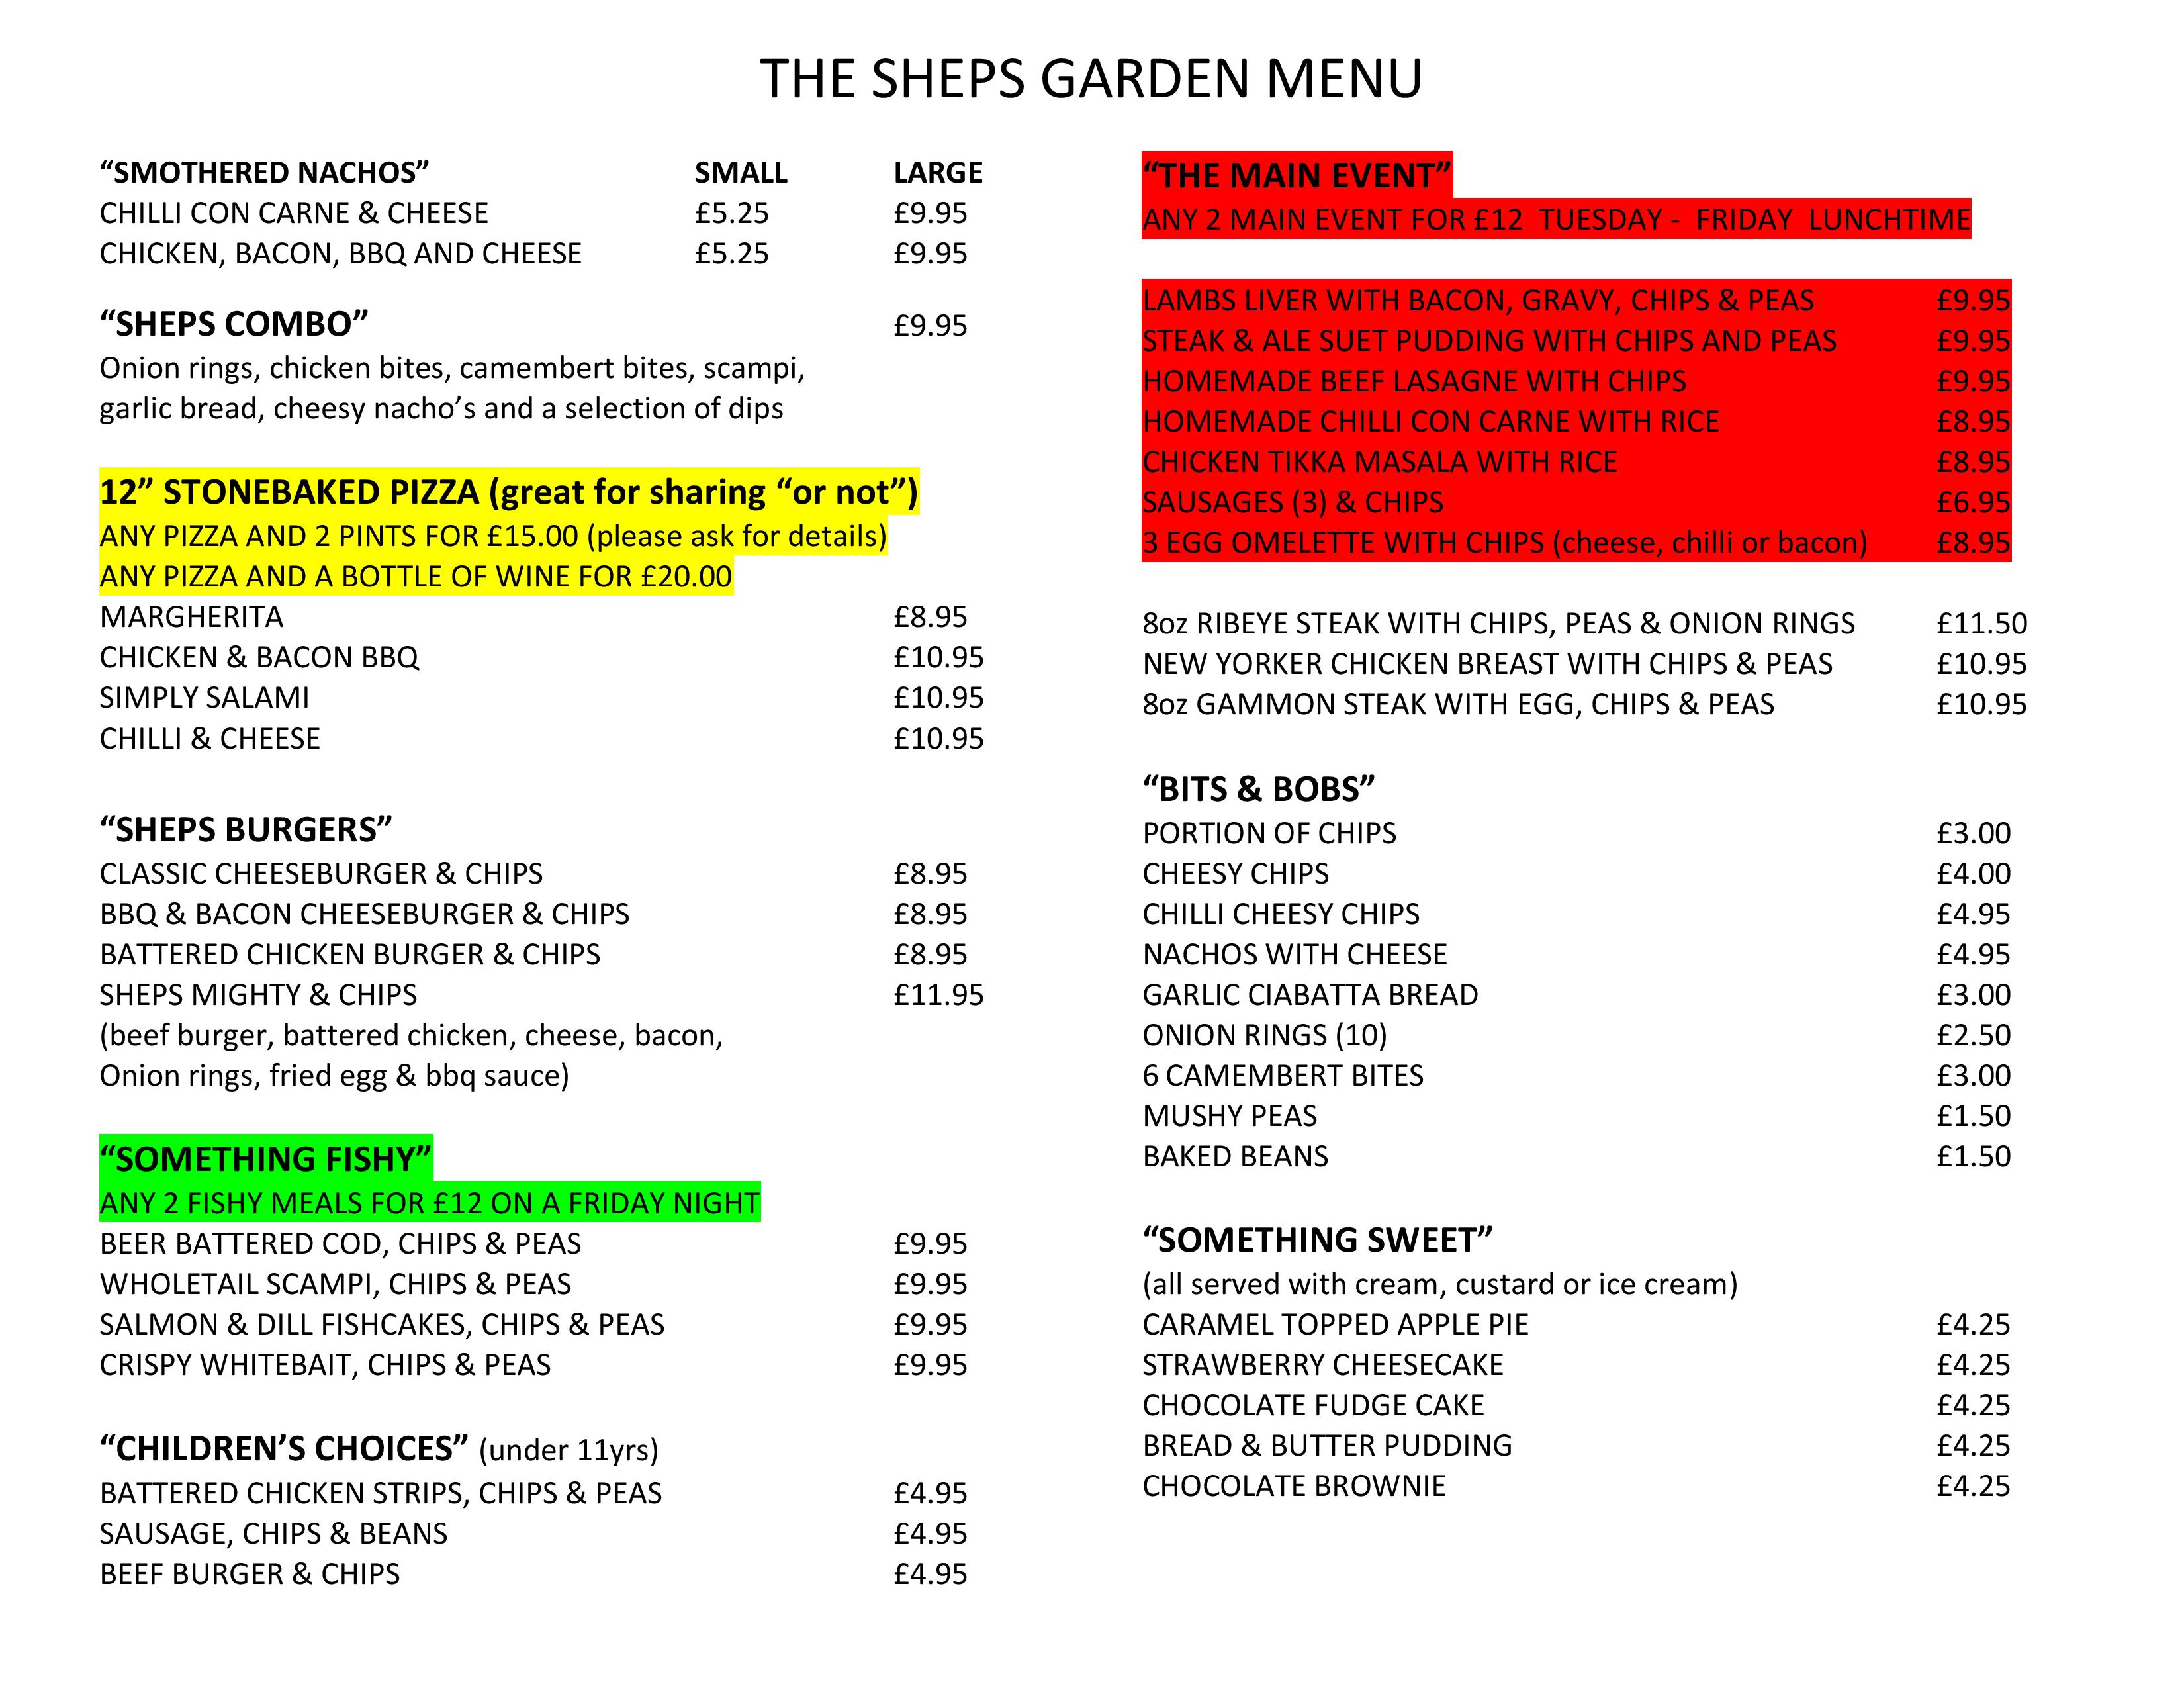 THE SHEPS GARDEN MENU
“SMOTHERED NACHOS” SMALL LARGE
CHILLI CON CARNE & CHEESE £5.25 £9.95
CHICKEN, BACON, BBQ AND CHEESE £5.25 £9.95
“SHEPS COMBO” £9.95
Onion rings, chicken bites, camembert bites, scampi,
garlic bread, cheesy nacho’s and a selection of dips
12” STONEBAKED PIZZA (great for sharing “or not”)
ANY PIZZA AND 2 PINTS FOR £15.00 (please ask for details)
ANY PIZZA AND A BOTTLE OF WINE FOR £20.00
MARGHERITA £8.95
CHICKEN & BACON BBQ £10.95
SIMPLY SALAMI £10.95
CHILLI & CHEESE £10.95
“SHEPS BURGERS”
CLASSIC CHEESEBURGER & CHIPS £8.95
BBQ & BACON CHEESEBURGER & CHIPS £8.95
BATTERED CHICKEN BURGER & CHIPS £8.95
SHEPS MIGHTY & CHIPS £11.95
(beef burger, battered chicken, cheese, bacon,
Onion rings, fried egg & bbq sauce)
“SOMETHING FISHY”
ANY 2 FISHY MEALS FOR £12 ON A FRIDAY NIGHT
BEER BATTERED COD, CHIPS & PEAS £9.95
WHOLETAIL SCAMPI, CHIPS & PEAS £9.95
SALMON & DILL FISHCAKES, CHIPS & PEAS £9.95
CRISPY WHITEBAIT, CHIPS & PEAS £9.95
“CHILDREN’S CHOICES” (under 11yrs)
BATTERED CHICKEN STRIPS, CHIPS & PEAS £4.95
SAUSAGE, CHIPS & BEANS £4.95
BEEF BURGER & CHIPS £4.95
“THE MAIN EVENT”
ANY 2 MAIN EVENT FOR £12 TUESDAY - FRIDAY LUNCHTIME
LAMBS LIVER WITH BACON, GRAVY, CHIPS & PEAS £9.95
STEAK & ALE SUET PUDDING WITH CHIPS AND PEAS £9.95
HOMEMADE BEEF LASAGNE WITH CHIPS £9.95
HOMEMADE CHILLI CON CARNE WITH RICE £8.95
CHICKEN TIKKA MASALA WITH RICE £8.95
SAUSAGES (3) & CHIPS £6.95
3 EGG OMELETTE WITH CHIPS (cheese, chilli or bacon) £8.95
8oz RIBEYE STEAK WITH CHIPS, PEAS & ONION RINGS £11.50
NEW YORKER CHICKEN BREAST WITH CHIPS & PEAS £10.95
8oz GAMMON STEAK WITH EGG, CHIPS & PEAS £10.95
“BITS & BOBS”
PORTION OF CHIPS £3.00
CHEESY CHIPS £4.00
CHILLI CHEESY CHIPS £4.95
NACHOS WITH CHEESE £4.95
GARLIC CIABATTA BREAD £3.00
ONION RINGS (10) £2.50
6 CAMEMBERT BITES £3.00
MUSHY PEAS £1.50
BAKED BEANS £1.50
“SOMETHING SWEET”
(all served with cream, custard or ice cream)
CARAMEL TOPPED APPLE PIE £4.25
STRAWBERRY CHEESECAKE £4.25
CHOCOLATE FUDGE CAKE £4.25
BREAD & BUTTER PUDDING £4.25
CHOCOLATE BROWNIE £4.25